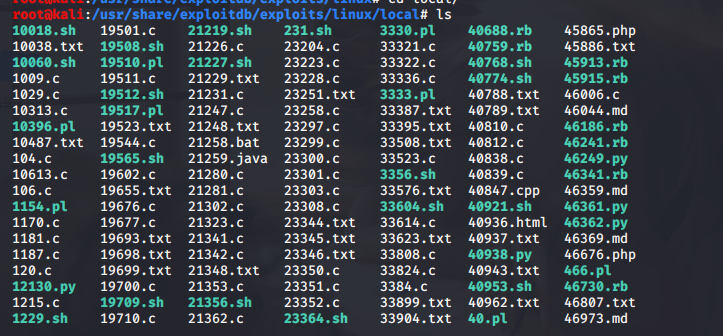 root@kali:/usr/share/exploitdb/exploits/linux# cd local/
root@kali:/usr/share/exploitdb/exploits/linux/local# ls
10018.sh 19501.c 21219.sh 231.sh 3330.pl 40688.rb 45865.php
10038.txt 19508.sh 21226.c 23204.c 33321.c 40759.rb 45886.txt
10060.sh 19510.c 21227.sh 23223.c 33322.c 40768.sh 45913.rb
1009.c 19511.c 21229.txt 23228.c 33336.c 40774.sh 45915.rb
1029.c 19512.sh 21231.c 23251.txt 3333.pl 40788.txt 46006.c
10313.c 19517.pl 21247.c 23258.c 33387.txt 40789.txt 46044.md
10396.pl 19523.txt 21248.txt 23297.c 33395.txt 40810.c 46186.rb
10487.txt 19544.c 21258.bat 23299.c 33508.txt 40812.c 46241.rb
104.c 19565.sh 21259.java 23300.c 33523.c 40838.c 46249.py
10613.c 19602.c 21280.c 23301.c 3356.sh 40839.c 46341.rb
106.c 19655.txt 21281.c 23303.c 33576.txt 40847.cpp 46359.md
1154.pl 19676.c 21302.c 23308.c 33604.sh 40921.sh 46361.py
1170.c 19677.c 21323.c 23344.txt 33614.c 40936.html 46362.py
1181.c 19693.txt 21341.c 23345.txt 33623.txt 40937.txt 46369.md
1187.c 19698.txt 21342.c 23346.txt 33808.c 40938.py 46676.php
120.c 19699.txt 21348.txt 23350.c 33824.c 40943.txt 466.pl
12130.py 19700.c 21353.c 23351.c 3384.c 40953.sh 46730.rb
1215.c 19709.sh 21356.sh 23352.c 33899.txt 40962.txt 46807.txt
1229.sh 19710.c 21362.c 23364.sh 33904.txt 40.pl 46973.md